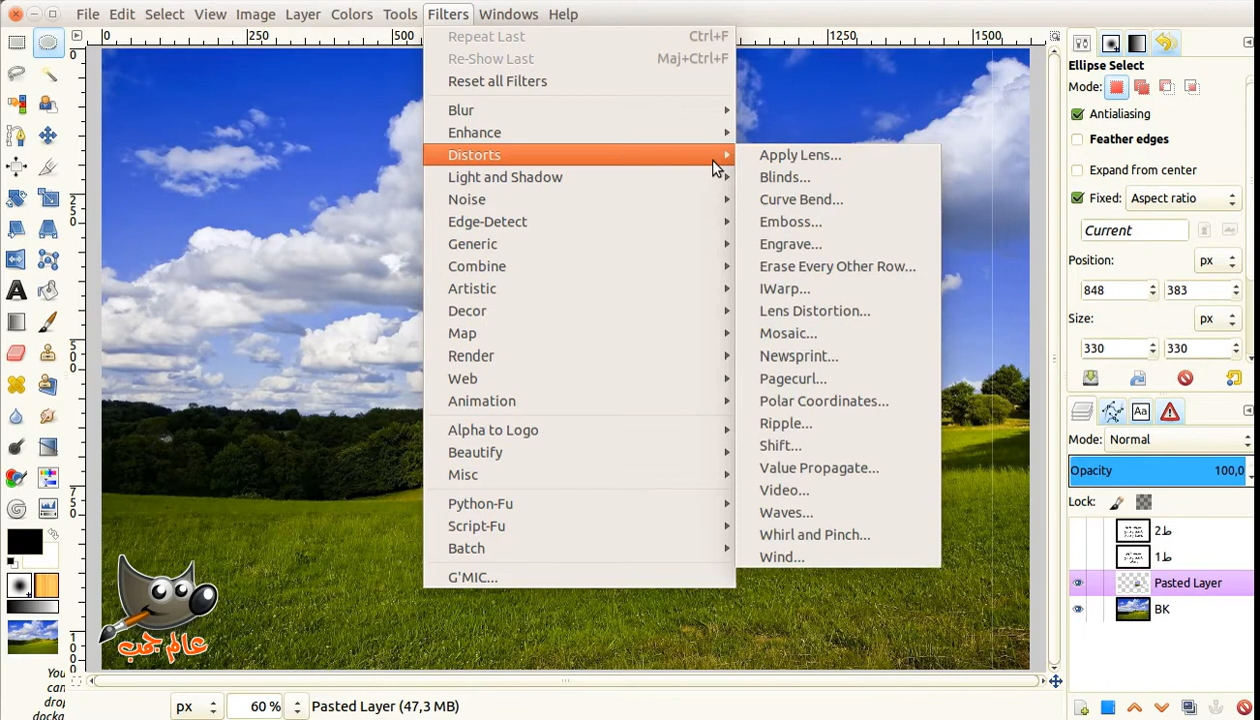 File Edit Select View Image Layer Colors Tools Filters Windows Help
0 250 500 1250 1500
Repeat Last Ctrl+F
Re-Show Last Maj+Ctrl+F
Reset all Filters
Blur
Enhance
Distorts
Light and Shadow
Noise
Edge-Detect
Generic
Combine
Artistic
Decor
Map
Render
Web
Animation
Alpha to Logo
Beautify
Misc
Python-Fu
Script-Fu
Batch
G'MIC...
Apply Lens...
Blinds...
Curve Bend...
Emboss...
Engrave...
Erase Every Other Row...
IWarp...
Lens Distortion...
Mosaic...
Newsprint...
Pagecurl...
Polar Coordinates...
Ripple...
Shift...
Value Propagate...
Video...
Waves...
Whirl and Pinch...
Wind...
Ellipse Select
Mode:
Antialiasing
Feather edges
Expand from center
Fixed: Aspect ratio
Current
Position: px
848 383
Size: px
330 330
Mode: Normal
Opacity 100,0
Lock:
ط2
ط1
Pasted Layer
BK
عالم جمب
You
can
drop
docka
px 60 % Pasted Layer (47,3 MB)